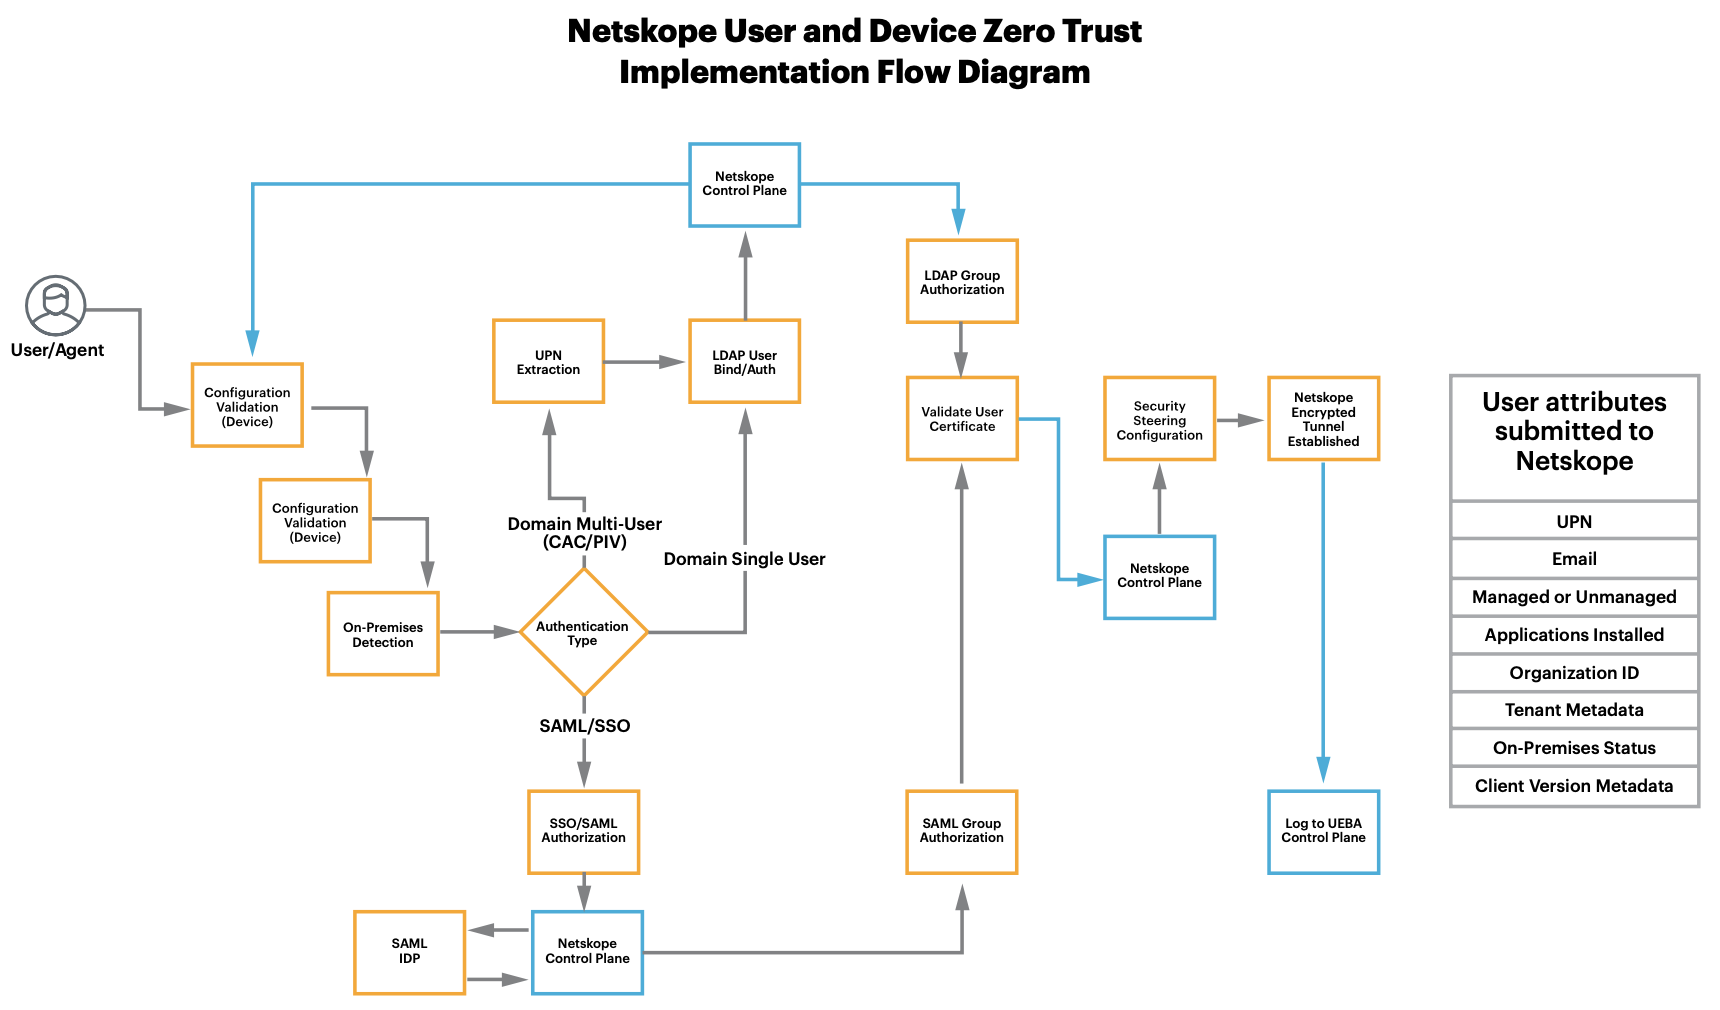 Netskope User and Device Zero Trust
Implementation Flow Diagram
Netskope
Control Plane
User/Agent
Configuration
Validation
(Device)
Configuration
Validation
(Device)
On-Premises
Detection
UPN
Extraction
LDAP User
Bind/Auth
Domain Multi-User
(CAC/PIV)
Domain Single User
Authentication
Type
SAML/SSO
SSO/SAML
Authorization
SAML
IDP
Netskope
Control Plane
LDAP Group
Authorization
Validate User
Certificate
SAML Group
Authorization
Security
Steering
Configuration
Netskope
Control Plane
Netskope
Encrypted
Tunnel
Established
Log to UEBA
Control Plane
User attributes
submitted to
Netskope
UPN
Email
Managed or Unmanaged
Applications Installed
Organization ID
Tenant Metadata
On-Premises Status
Client Version Metadata